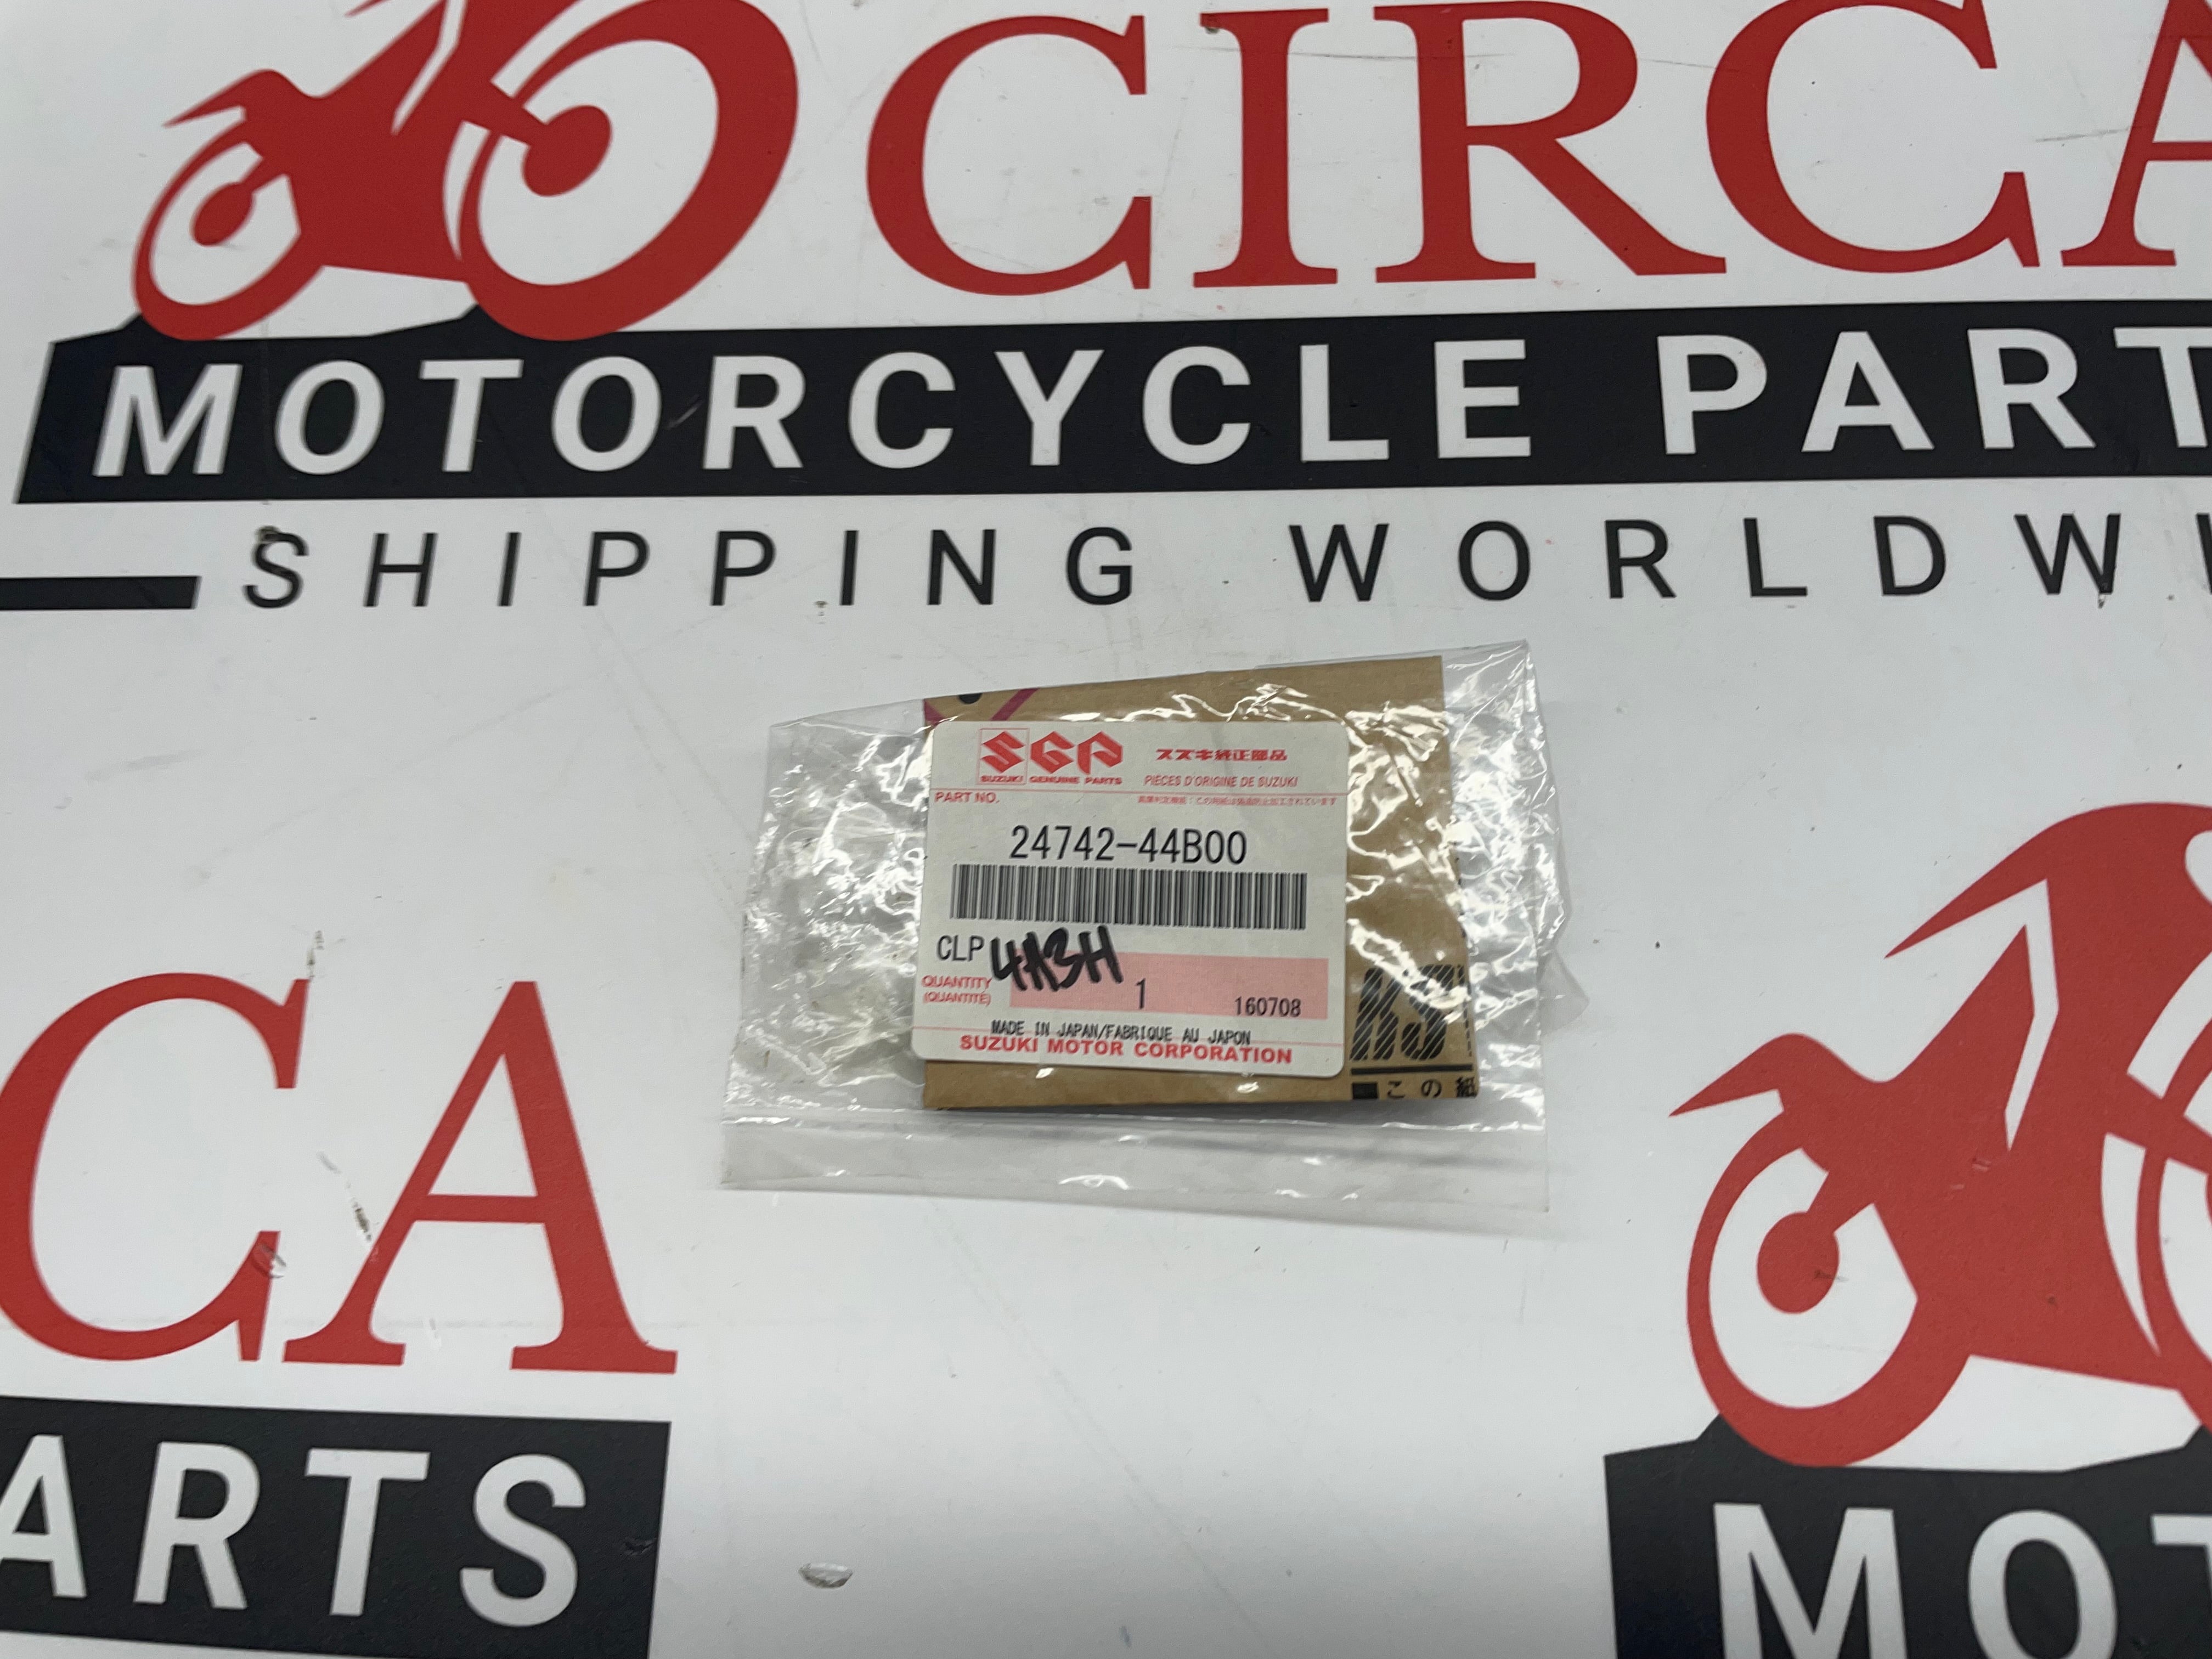 CIRCA
MOTORCYCLE PART
SHIPPING WORLDW
SGP
スズキ純正部品
SUZUKI GENUINE PARTS
PIÈCES D'ORIGINE DE SUZUKI
PART NO.
24742-44B00
CLP 4A3H
QUANTITY
(QUANTITÉ)
1
160708
MADE IN JAPAN/FABRIQUE AU JAPON
SUZUKI MOTOR CORPORATION
この紙
CA
ARTS
MOT